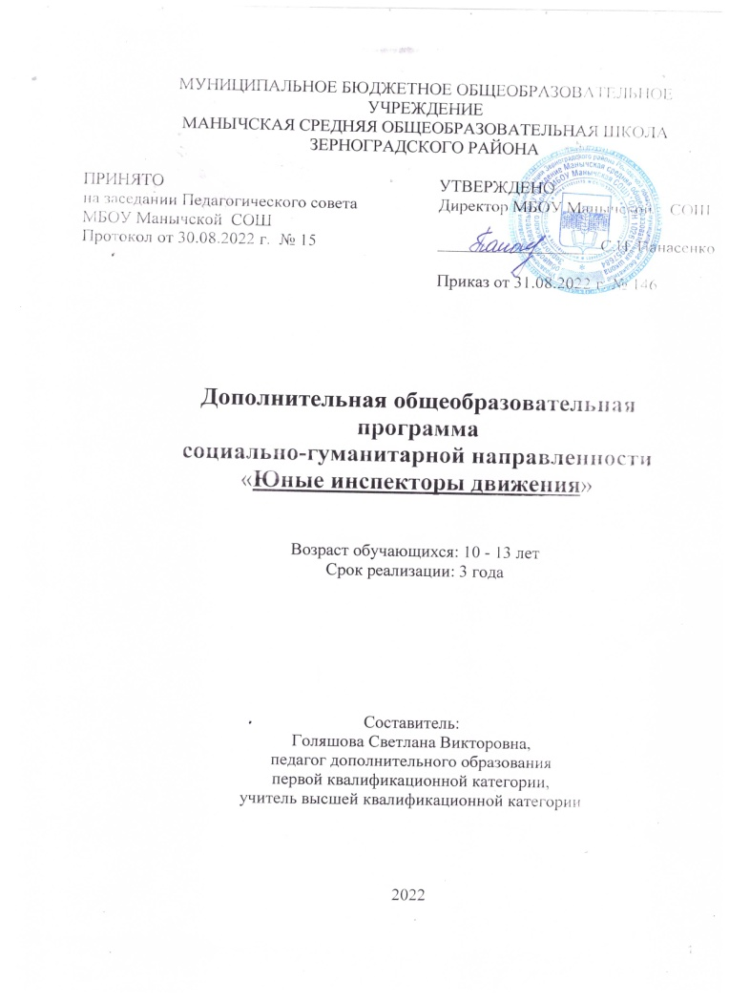 МУНИЦИПАЛЬНОЕ БЮДЖЕТНОЕ ОБЩЕОБРАЗОВАТЕЛЬНОЕ
УЧРЕЖДЕНИЕ
МАНЫЧСКАЯ СРЕДНЯЯ ОБЩЕОБРАЗОВАТЕЛЬНАЯ ШКОЛА
ЗЕРНОГРАДСКОГО РАЙОНА
ПРИНЯТО
на заседании Педагогического совета
МБОУ Манычской СОШ
Протокол от 30.08.2022 г. № 15
УТВЕРЖДЕНО
Директор МБОУ Манычской СОШ
С.Н. Панасенко
Приказ от 31.08.2022 г. № 146
Дополнительная общеобразовательная
программа
социально-гуманитарной направленности
«Юные инспекторы движения»
Возраст обучающихся: 10 - 13 лет
Срок реализации: 3 года
Составитель:
Голяшова Светлана Викторовна,
педагог дополнительного образования
первой квалификационной категории,
учитель высшей квалификационной категории
2022